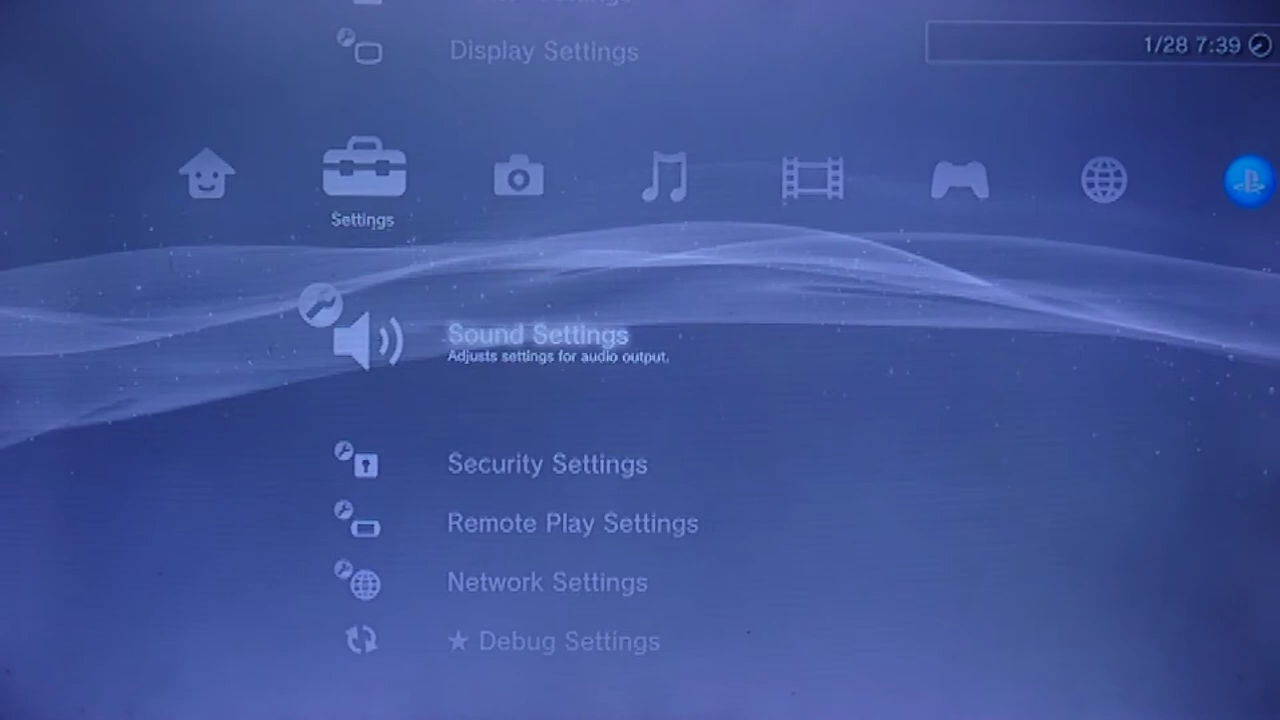 Display Settings
1/28 7:39
Settings
Sound Settings
Adjusts settings for audio output.
Security Settings
Remote Play Settings
Network Settings
★ Debug Settings